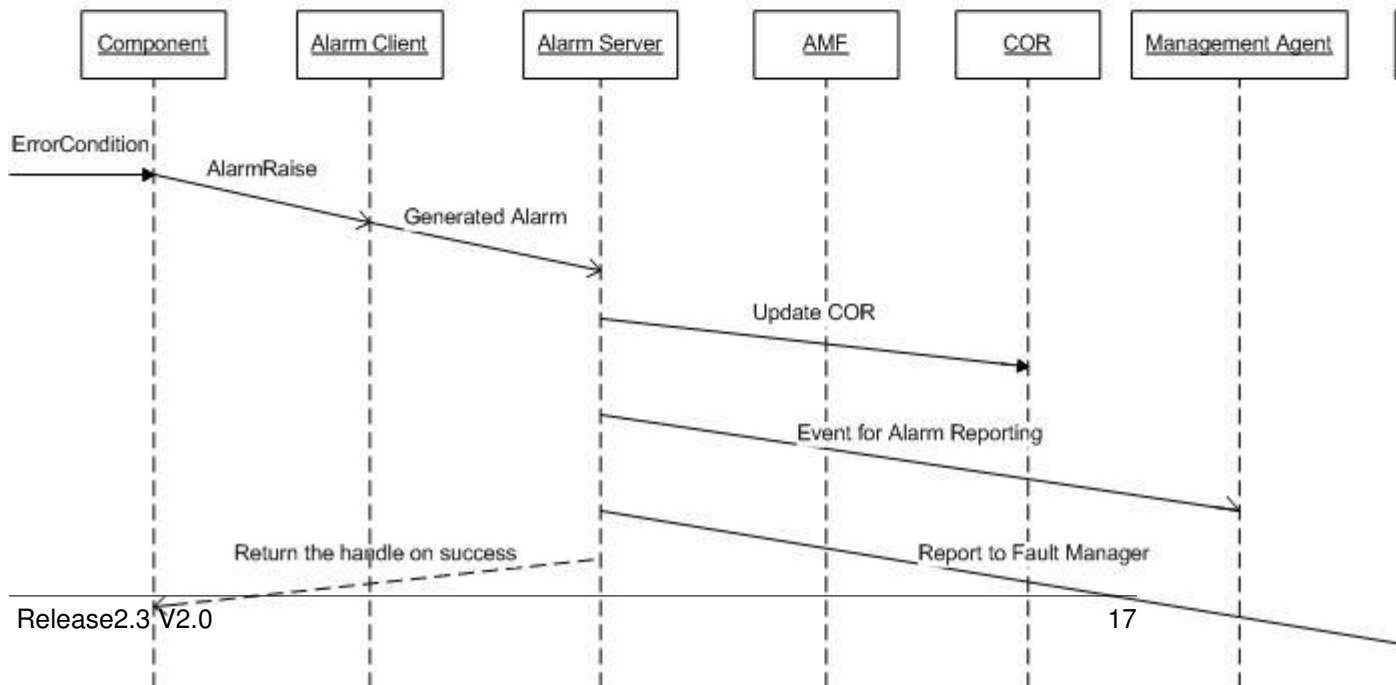 Component
Alarm Client
Alarm Server
AMF
COR
Management Agent
ErrorCondition
AlarmRaise
Generated Alarm
Update COR
Event for Alarm Reporting
Return the handle on success
Report to Fault Manager
Release2.3 V2.0
17